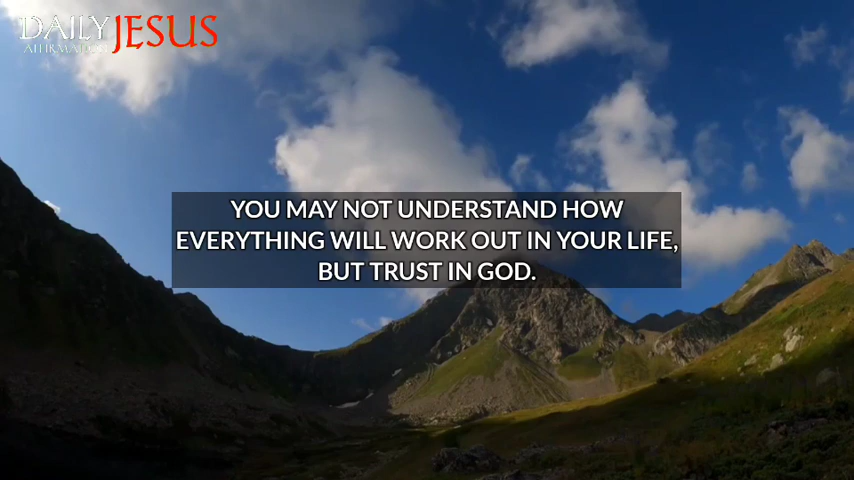 DAILY JESUS
AFFIRMATIONS
YOU MAY NOT UNDERSTAND HOW
EVERYTHING WILL WORK OUT IN YOUR LIFE,
BUT TRUST IN GOD.